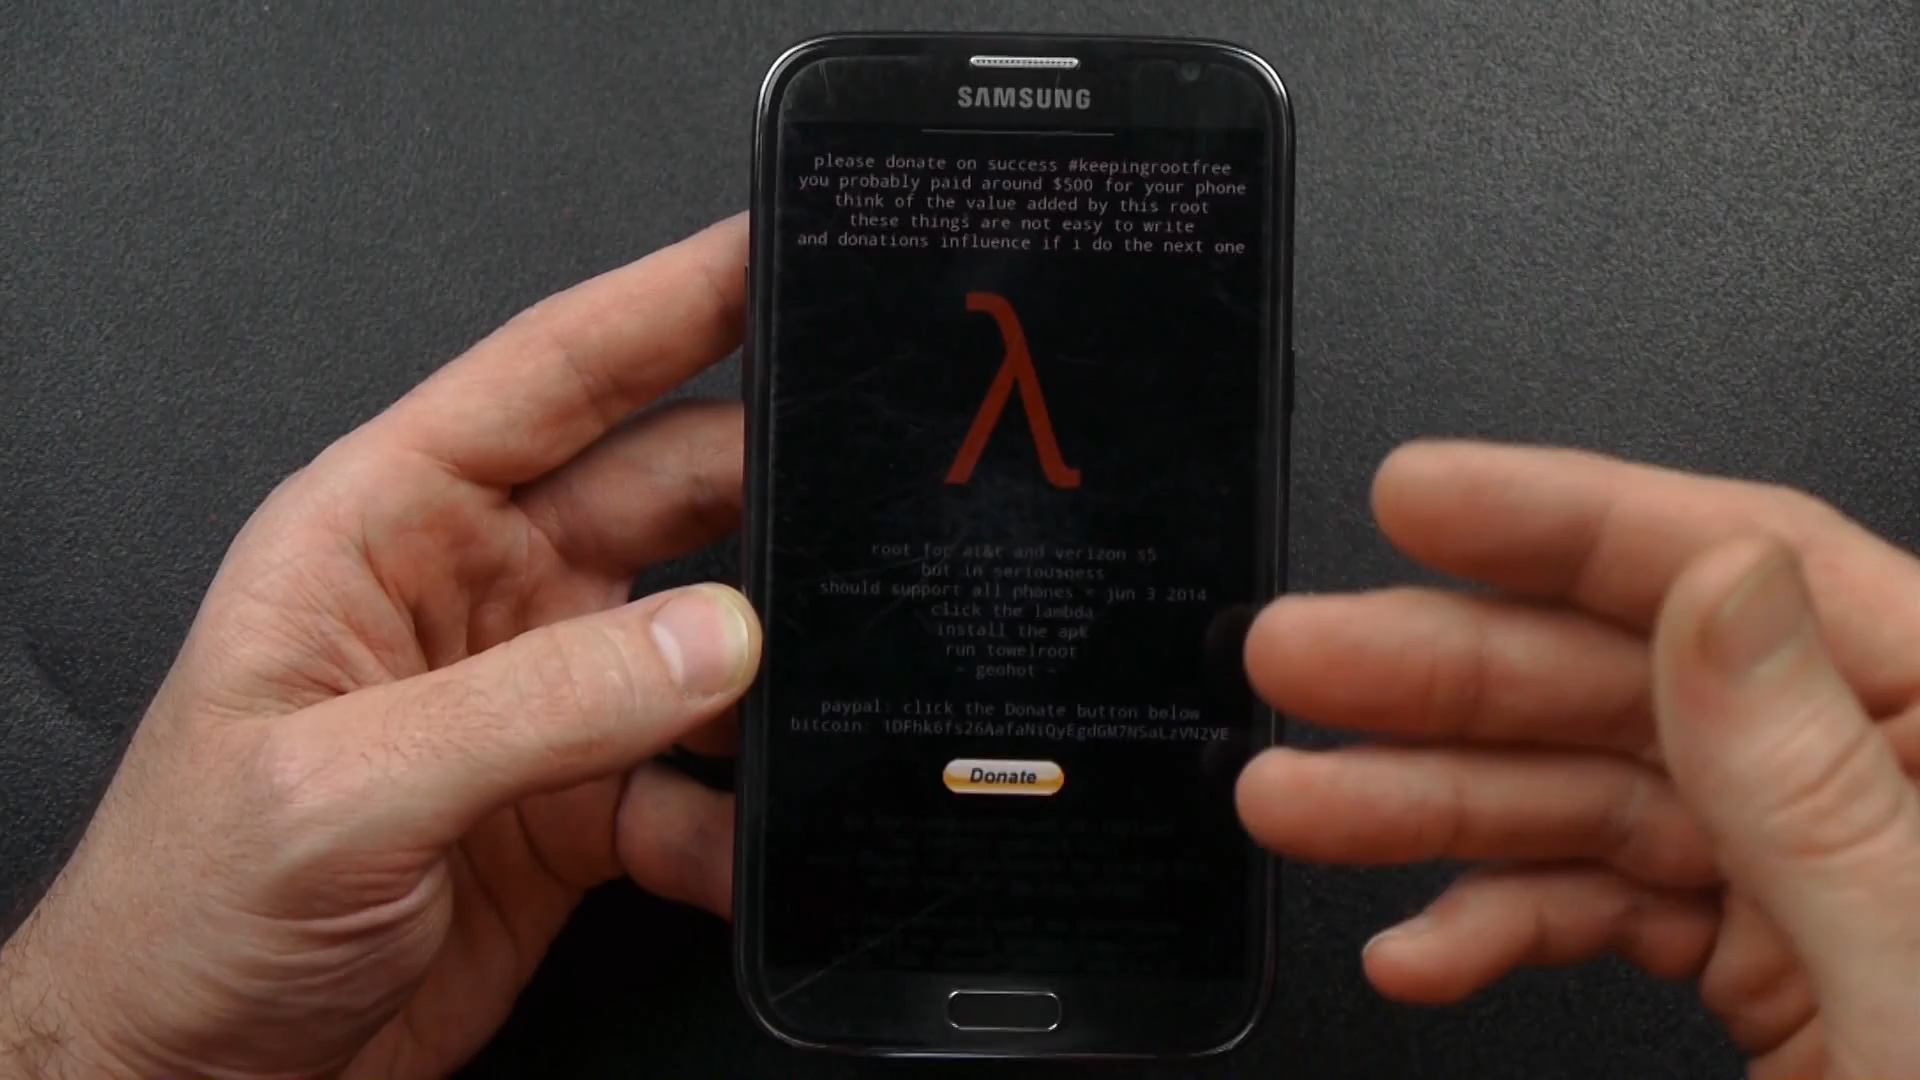 SAMSUNG
please donate on success #keepingrootfree
you probably paid around $500 for your phone
think of the value added by this root
these things are not easy to write
and donations influence if i do the next one
λ
root for at&t and verizon s5
but in seriousness
should support all phones < jun 3 2014
click the lambda
install the apk
run towelroot
~ geohot ~
paypal: click the Donate button below
bitcoin:
Donate